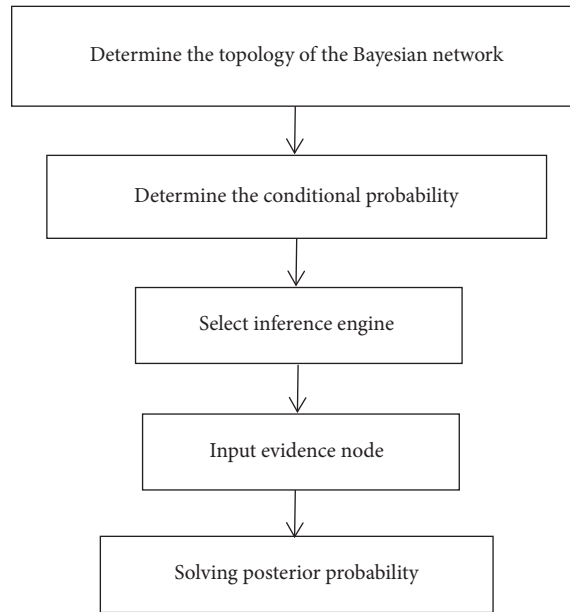 Determine the topology of the Bayesian network
Determine the conditional probability
Select inference engine
Input evidence node
Solving posterior probability